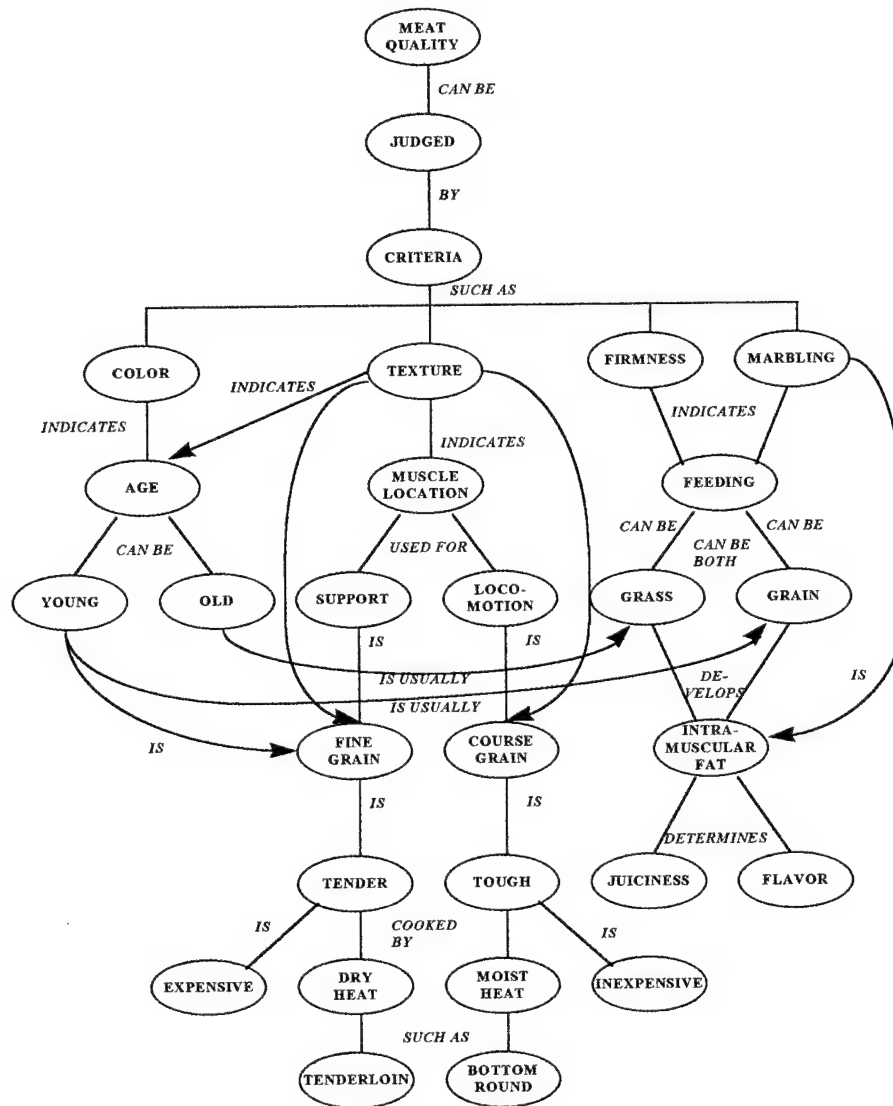 MEAT
QUALITY
CAN BE
JUDGED
BY
CRITERIA
SUCH AS
COLOR
TEXTURE
FIRMNESS
MARBLING
INDICATES
INDICATES
INDICATES
INDICATES
AGE
MUSCLE
LOCATION
FEEDING
CAN BE
USED FOR
CAN BE
CAN BE
BOTH
CAN BE
YOUNG
OLD
SUPPORT
LOCO-
MOTION
GRASS
GRAIN
IS
IS
IS USUALLY
IS USUALLY
DE-
VELOPS
IS
IS
FINE
GRAIN
COURSE
GRAIN
INTRA-
MUSCULAR
FAT
IS
IS
DETERMINES
TENDER
TOUGH
JUICINESS
FLAVOR
IS
COOKED
BY
IS
EXPENSIVE
DRY
HEAT
MOIST
HEAT
INEXPENSIVE
SUCH AS
TENDERLOIN
BOTTOM
ROUND